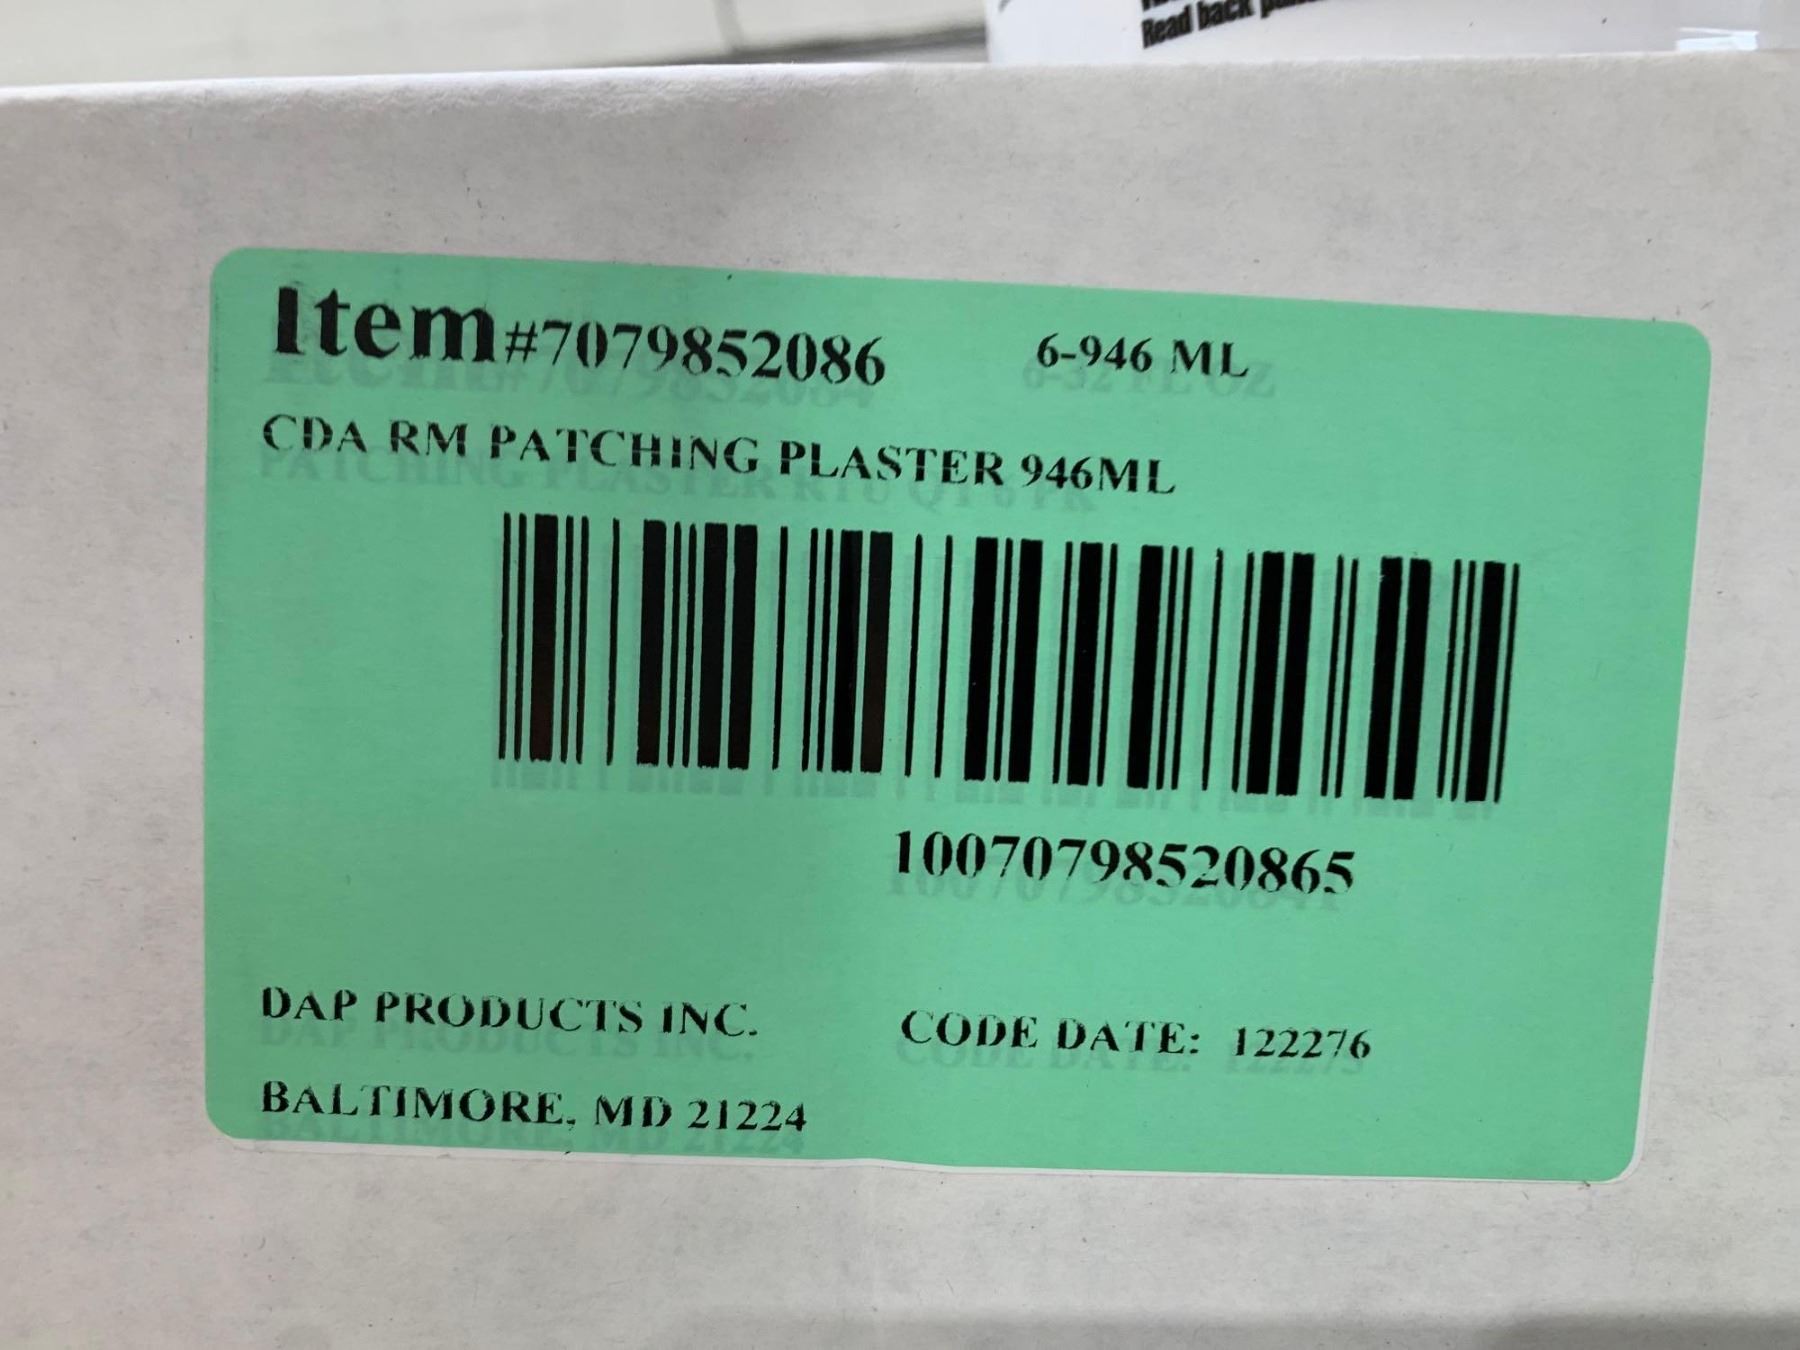 Read back
Item#7079852086 6-946 ML
CDA RM PATCHING PLASTER 946ML
10070798520865
DAP PRODUCTS INC. CODE DATE: 122276
BALTIMORE, MD 21224